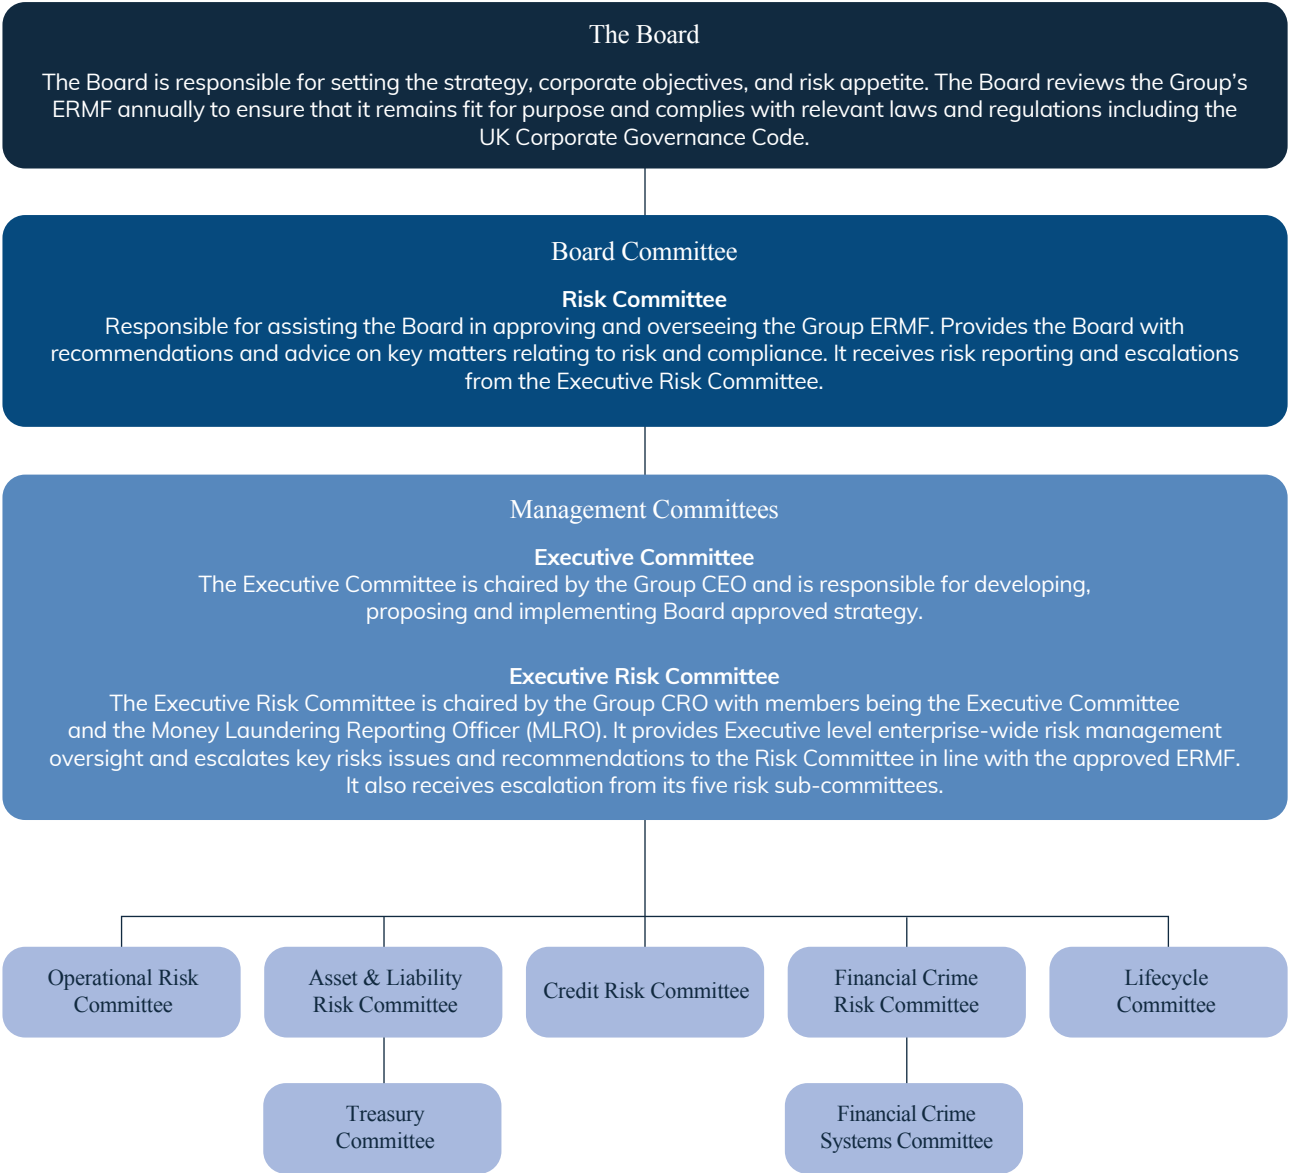 The Board
The Board is responsible for setting the strategy, corporate objectives, and risk appetite. The Board reviews the Group’s
ERMF annually to ensure that it remains fit for purpose and complies with relevant laws and regulations including the
UK Corporate Governance Code.
Board Committee
Risk Committee
Responsible for assisting the Board in approving and overseeing the Group ERMF. Provides the Board with
recommendations and advice on key matters relating to risk and compliance. It receives risk reporting and escalations
from the Executive Risk Committee.
Management Committees
Executive Committee
The Executive Committee is chaired by the Group CEO and is responsible for developing,
proposing and implementing Board approved strategy.
Executive Risk Committee
The Executive Risk Committee is chaired by the Group CRO with members being the Executive Committee
and the Money Laundering Reporting Officer (MLRO). It provides Executive level enterprise-wide risk management
oversight and escalates key risks issues and recommendations to the Risk Committee in line with the approved ERMF.
It also receives escalation from its five risk sub-committees.
Operational Risk
Committee
Asset & Liability
Risk Committee
Credit Risk Committee
Financial Crime
Risk Committee
Lifecycle
Committee
Treasury
Committee
Financial Crime
Systems Committee